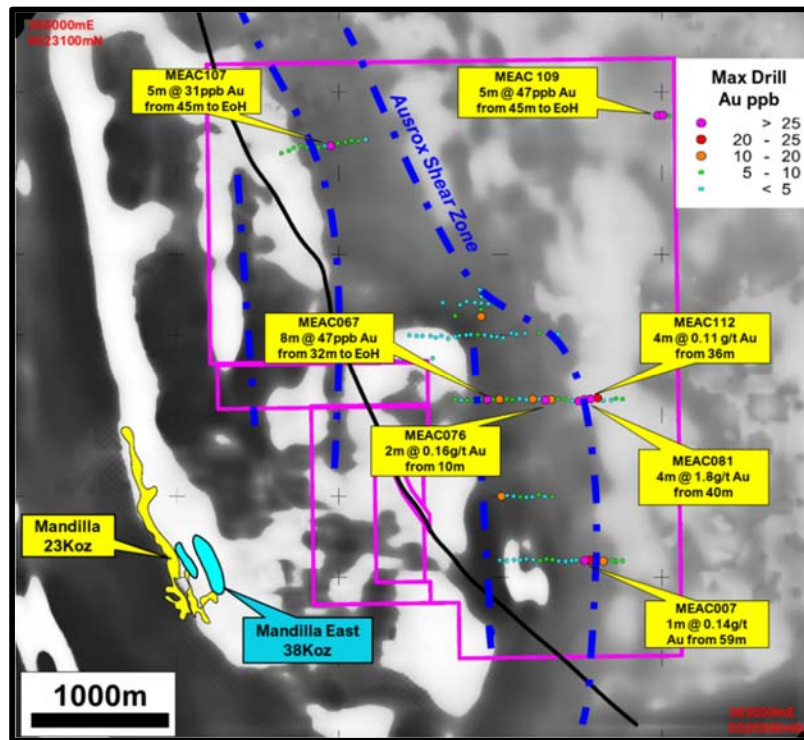 MEAC107
5m @ 31ppb Au
from 45m to EoH
MEAC 109
5m @ 47ppb Au
from 45m to EoH
Max Drill
Au ppb
> 25
20 - 25
10 - 20
5 - 10
< 5
Ausrox Shear Zone
MEAC067
8m @ 47ppb Au
from 32m to EoH
MEAC112
4m @ 0.11 g/t Au
from 36m
MEAC076
2m @ 0.16g/t Au
from 10m
MEAC081
4m @ 1.8g/t Au
from 40m
Mandilla
23Koz
Mandilla East
38Koz
MEAC007
1m @ 0.14g/t
Au from 59m
1000m